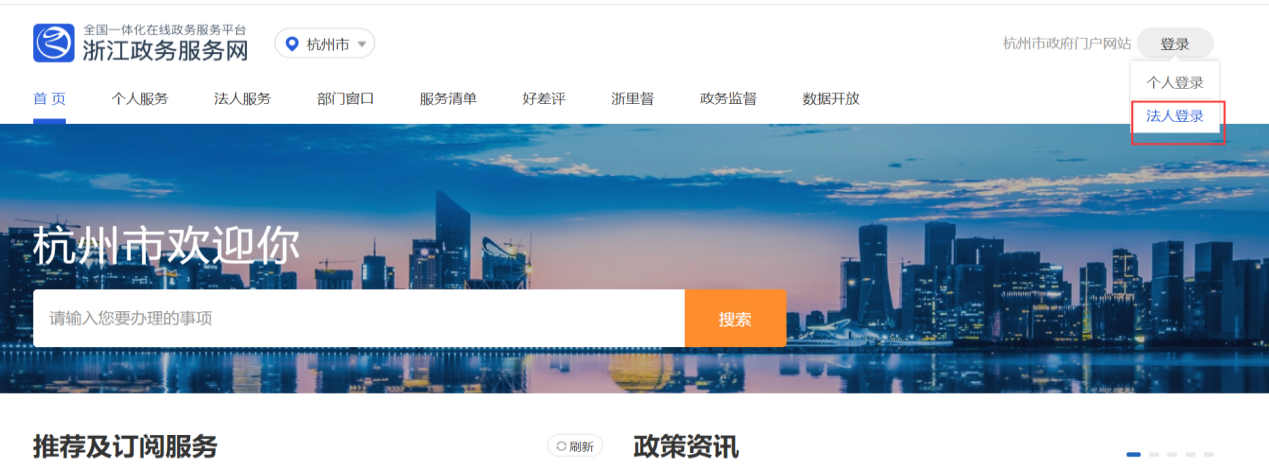 全国一体化在线政务服务平台
浙江政务服务网
杭州市
杭州市政府门户网站
登录
个人登录
法人登录
首页
个人服务
法人服务
部门窗口
服务清单
好差评
浙里督
政务监督
数据开放
杭州市欢迎你
请输入您要办理的事项
搜索
推荐及订阅服务
刷新
政策资讯